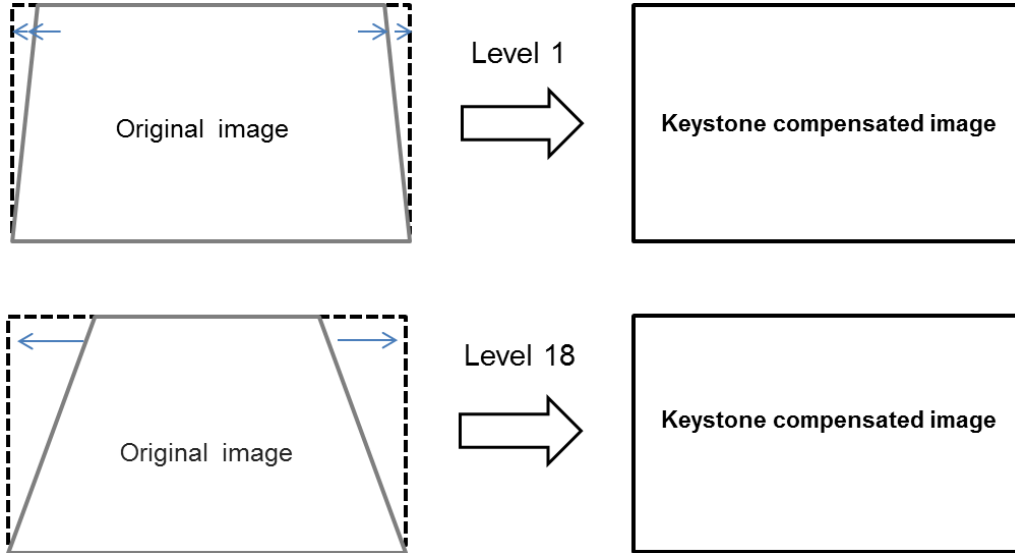 Level 1
Original image
Keystone compensated image
Level 18
Original image
Keystone compensated image